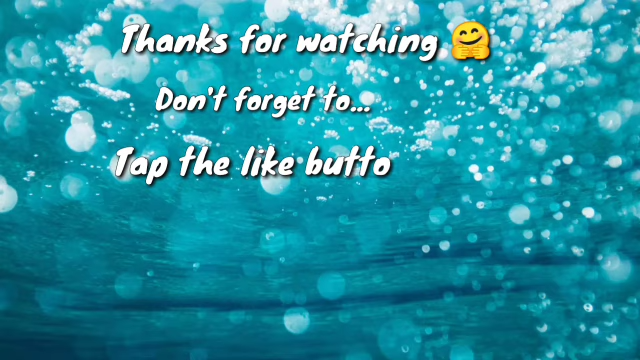 Thanks for watching 🤗
Don't forget to...
Tap the like butto